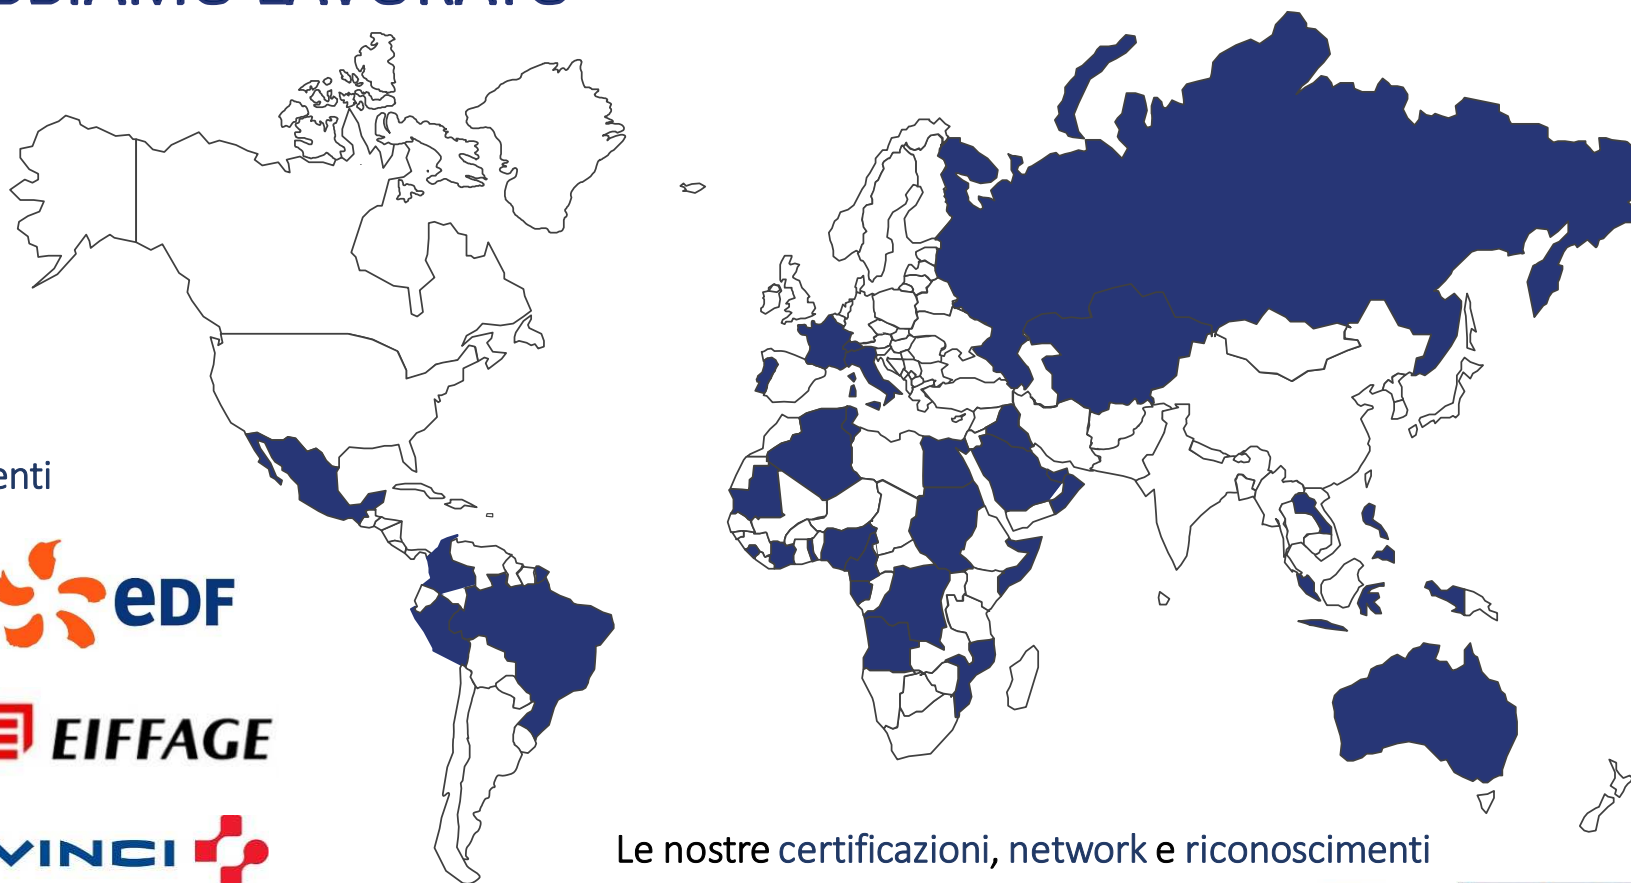 enti
eDF
EIFFAGE
VINCI
Le nostre certificazioni, network e riconoscimenti